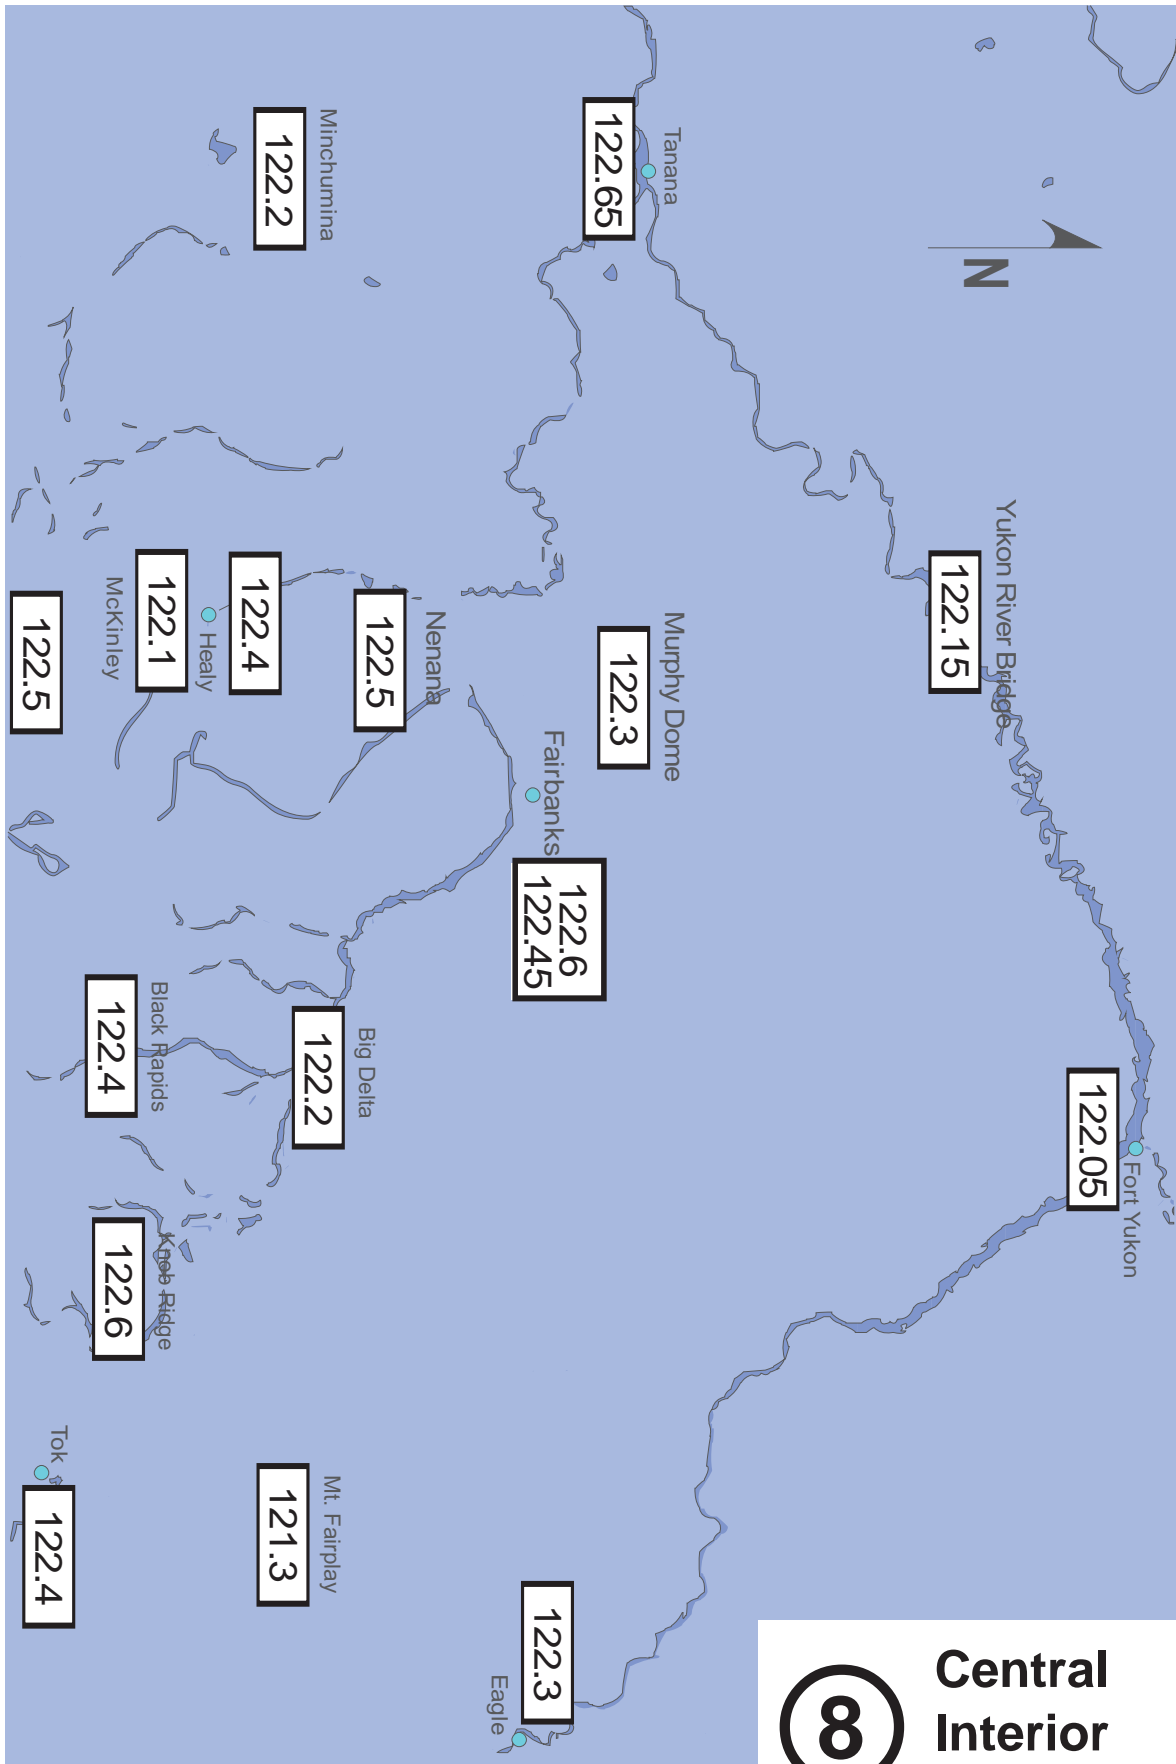 N
Yukon River Bridge
122.15
122.05
Fort Yukon
Tanana
122.65
Murphy Dome
122.3
Fairbanks
122.6
122.45
Minchumina
122.2
Nenana
122.5
122.4
Healy
122.1
McKinley
122.5
Big Delta
122.2
Black Rapids
122.4
Knob Ridge
122.6
Mt. Fairplay
121.3
Tok
122.4
122.3
Eagle
8
Central
Interior